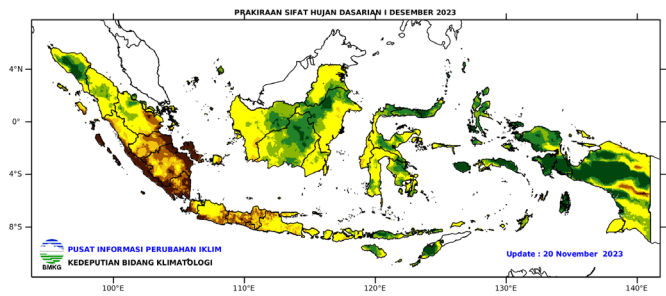 PRAKIRAAN SIFAT HUJAN DASARIAN I DESEMBER 2023
4°N
0°
4°S
8°S
PUSAT INFORMASI PERUBAHAN IKLIM
KEDEPUTIAN BIDANG KLIMATOLOGI
BMKG
Update : 20 November 2023
100°E
110°E
120°E
130°E
140°E